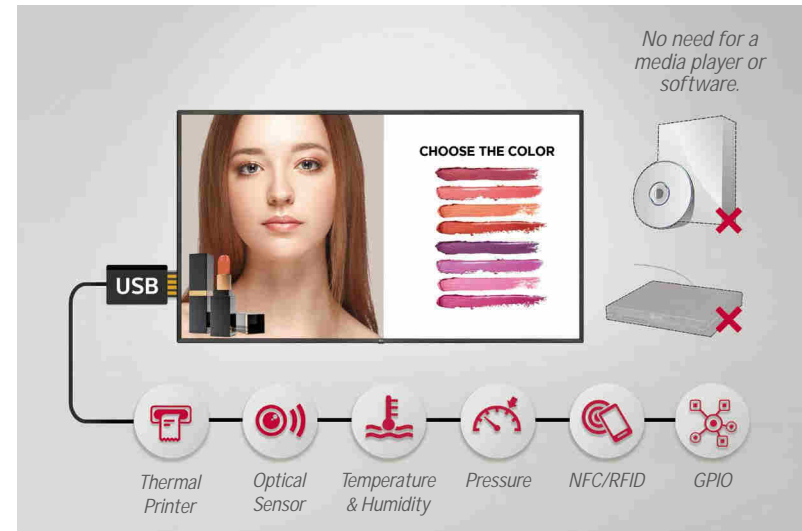 No need for a
media player or
software.
CHOOSE THE COLOR
USB
Thermal
Printer
Optical
Sensor
Temperature
& Humidity
Pressure
NFC/RFID
GPIO